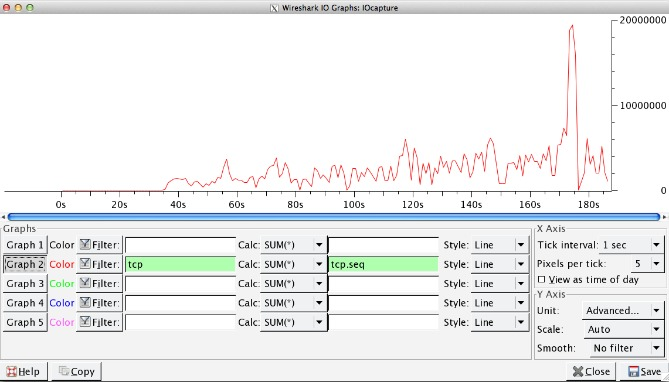 Wireshark IO Graphs: IOcapture
20000000
10000000
0
0s 20s 40s 60s 80s 100s 120s 140s 160s 180s
Graphs
Graph 1 Color Filter: Calc: SUM(*) Style: Line
Graph 2 Color Filter: tcp Calc: SUM(*) tcp.seq Style: Line
Graph 3 Color Filter: Calc: SUM(*) Style: Line
Graph 4 Color Filter: Calc: SUM(*) Style: Line
Graph 5 Color Filter: Calc: SUM(*) Style: Line
X Axis
Tick interval: 1 sec
Pixels per tick: 5
View as time of day
Y Axis
Unit: Advanced...
Scale: Auto
Smooth: No filter
Help Copy Close Save